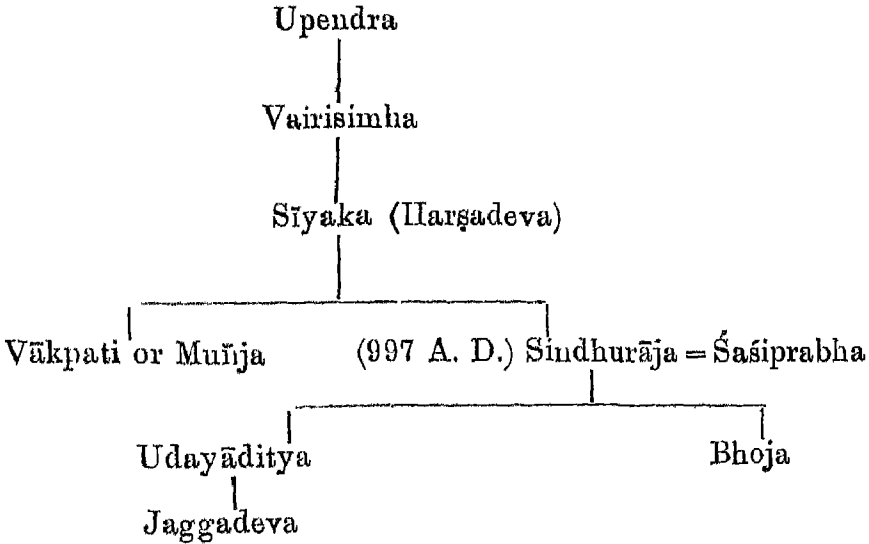 Upendra
Vairisimha
Sīyaka (Harṣadeva)
Vākpati or Muñja (997 A. D.) Sindhurāja = Śaśiprabha
Udayāditya Bhoja
Jaggadeva